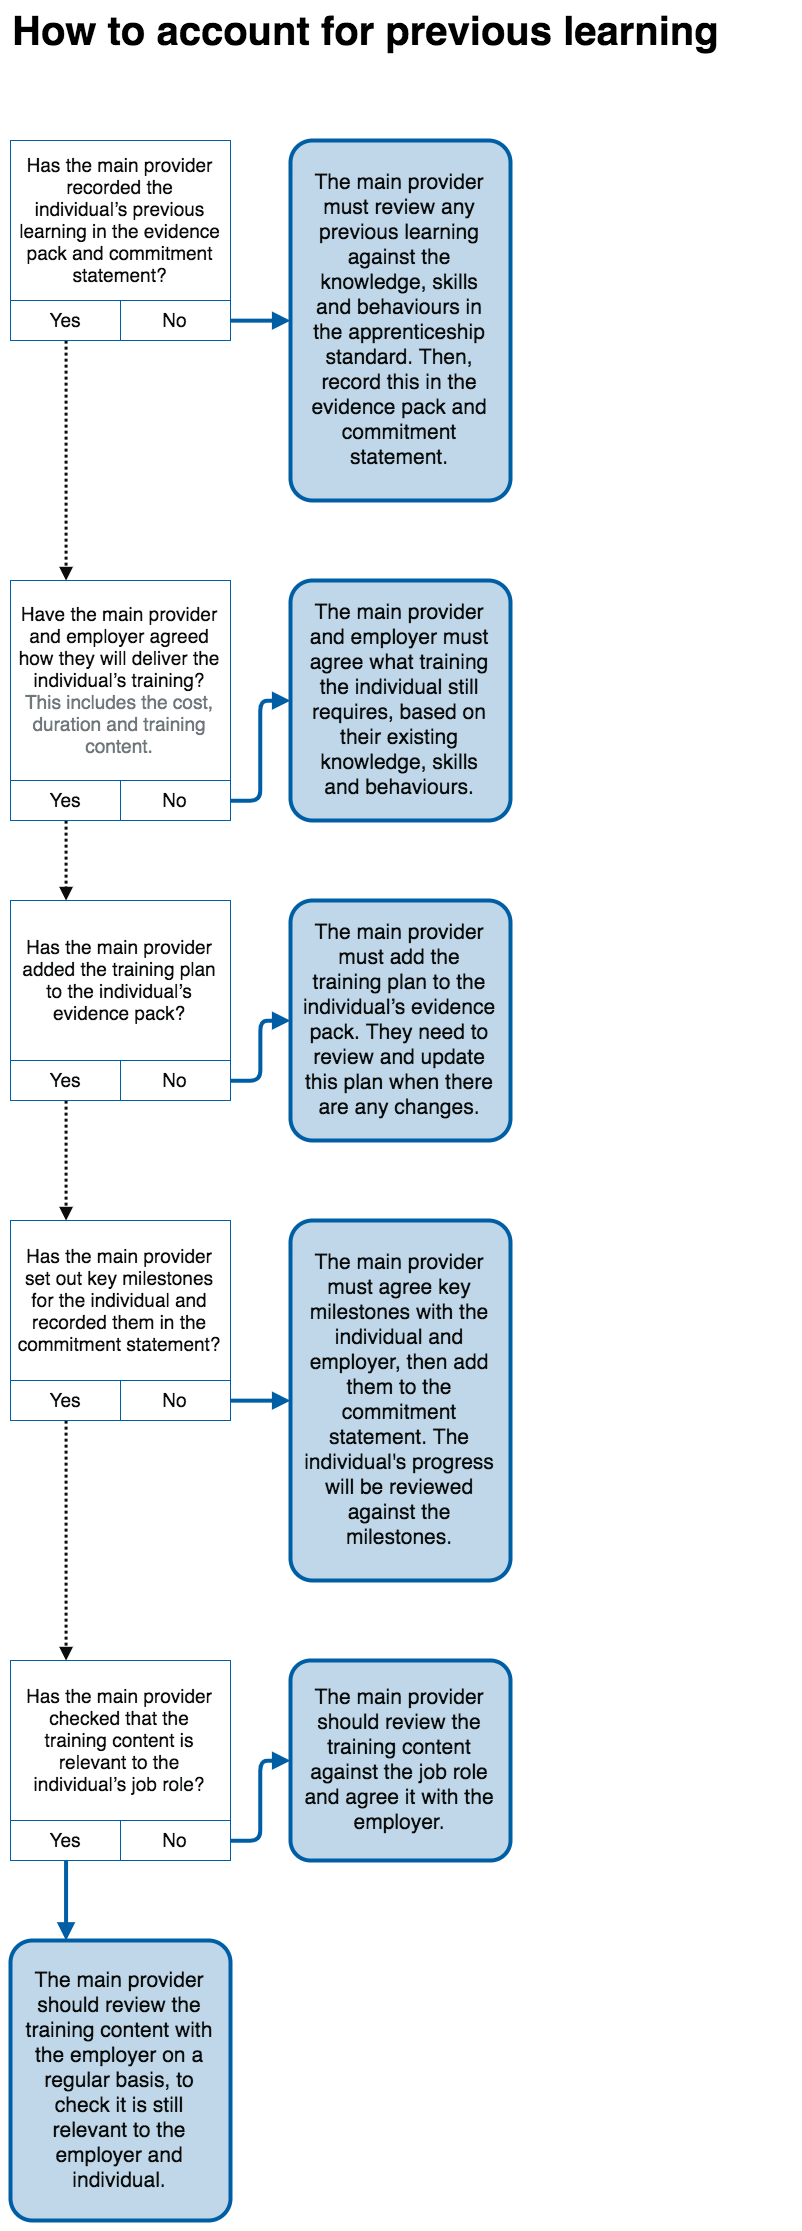 How to account for previous learning
Has the main provider
recorded the
individual’s previous
learning in the evidence
pack and commitment
statement?
Yes
No
The main provider
must review any
previous learning
against the
knowledge, skills
and behaviours in
the apprenticeship
standard. Then,
record this in the
evidence pack and
commitment
statement.
Have the main provider
and employer agreed
how they will deliver the
individual’s training?
This includes the cost,
duration and training
content.
Yes
No
The main provider
and employer must
agree what training
the individual still
requires, based on
their existing
knowledge, skills
and behaviours.
Has the main provider
added the training plan
to the individual’s
evidence pack?
Yes
No
The main provider
must add the
training plan to the
individual’s evidence
pack. They need to
review and update
this plan when there
are any changes.
Has the main provider
set out key milestones
for the individual and
recorded them in the
commitment statement?
Yes
No
The main provider
must agree key
milestones with the
individual and
employer, then add
them to the
commitment
statement. The
individual's progress
will be reviewed
against the
milestones.
Has the main provider
checked that the
training content is
relevant to the
individual’s job role?
Yes
No
The main provider
should review the
training content
against the job role
and agree it with the
employer.
The main provider
should review the
training content with
the employer on a
regular basis, to
check it is still
relevant to the
employer and
individual.